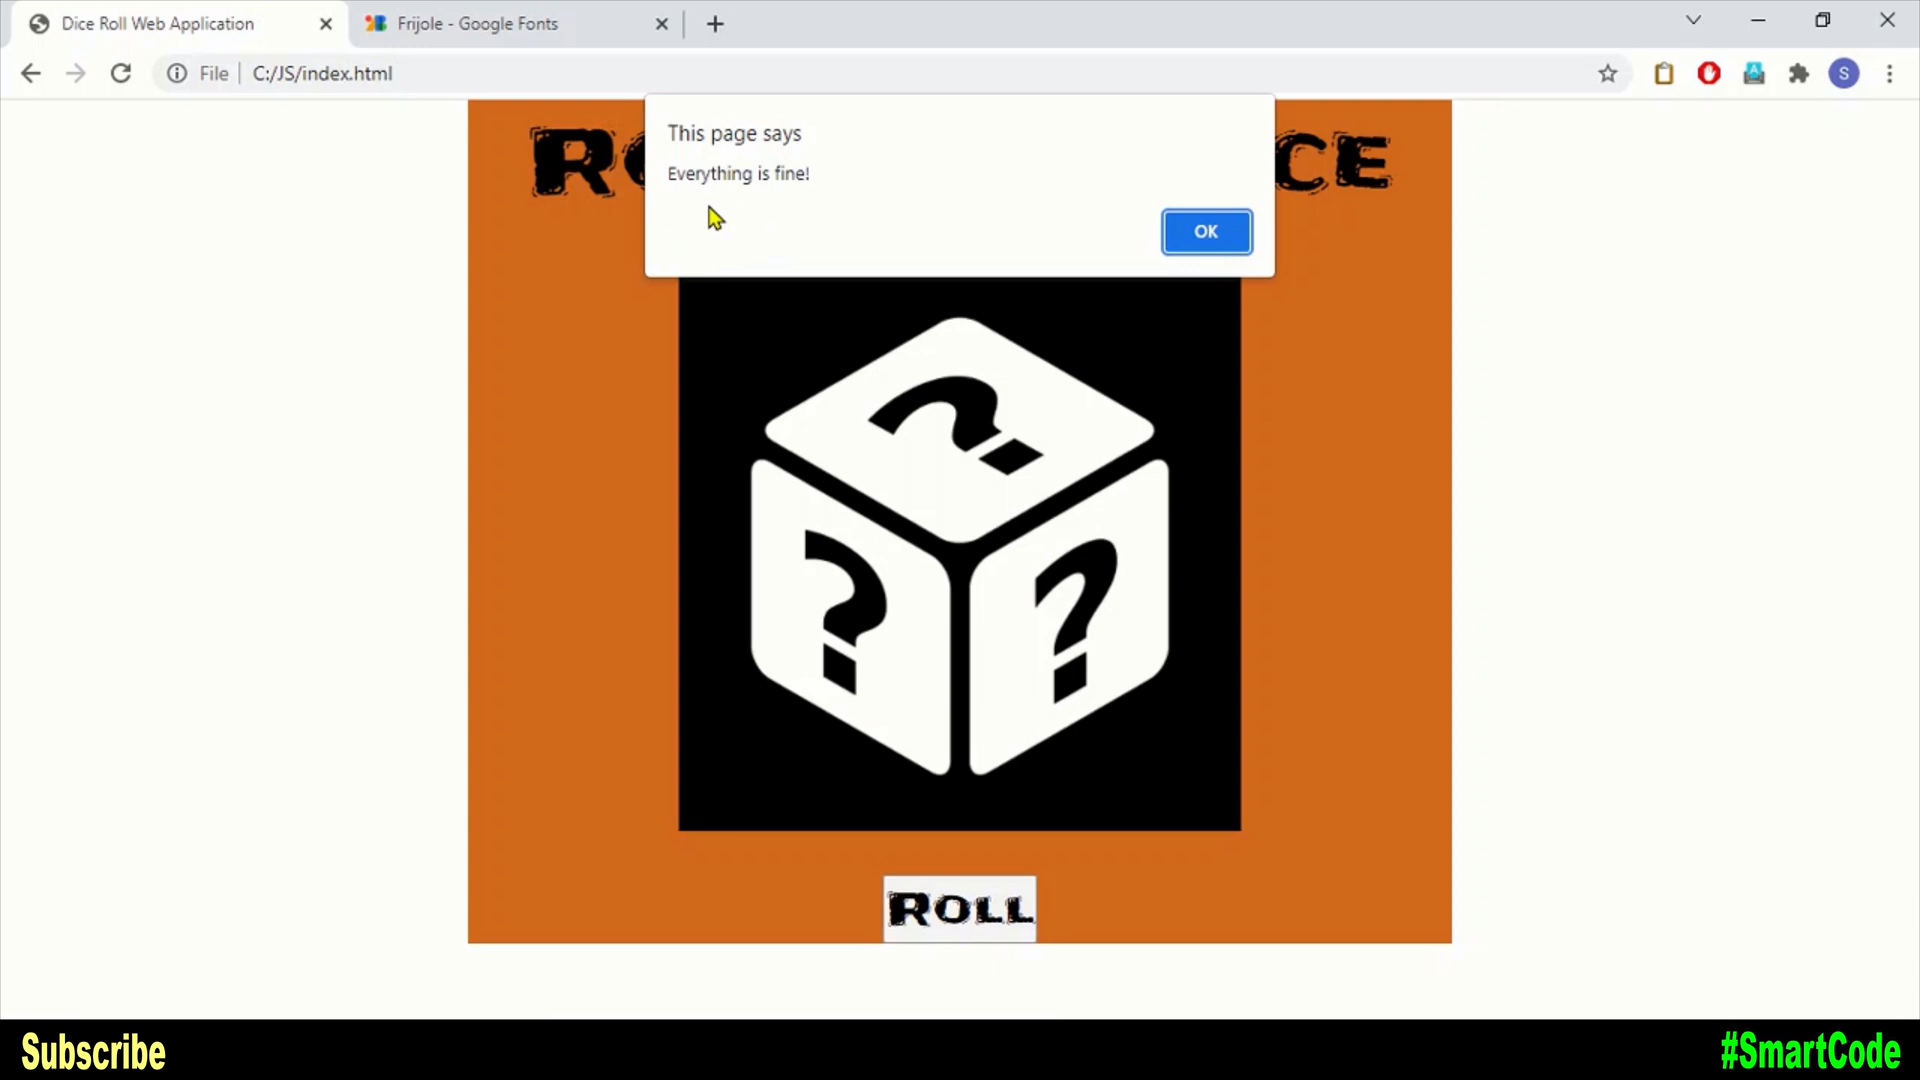 Dice Roll Web Application
Frijole - Google Fonts
File
C:/JS/index.html
S
This page says
Everything is fine!
OK
CE
?
?
?
Roll
Subscribe
#SmartCode